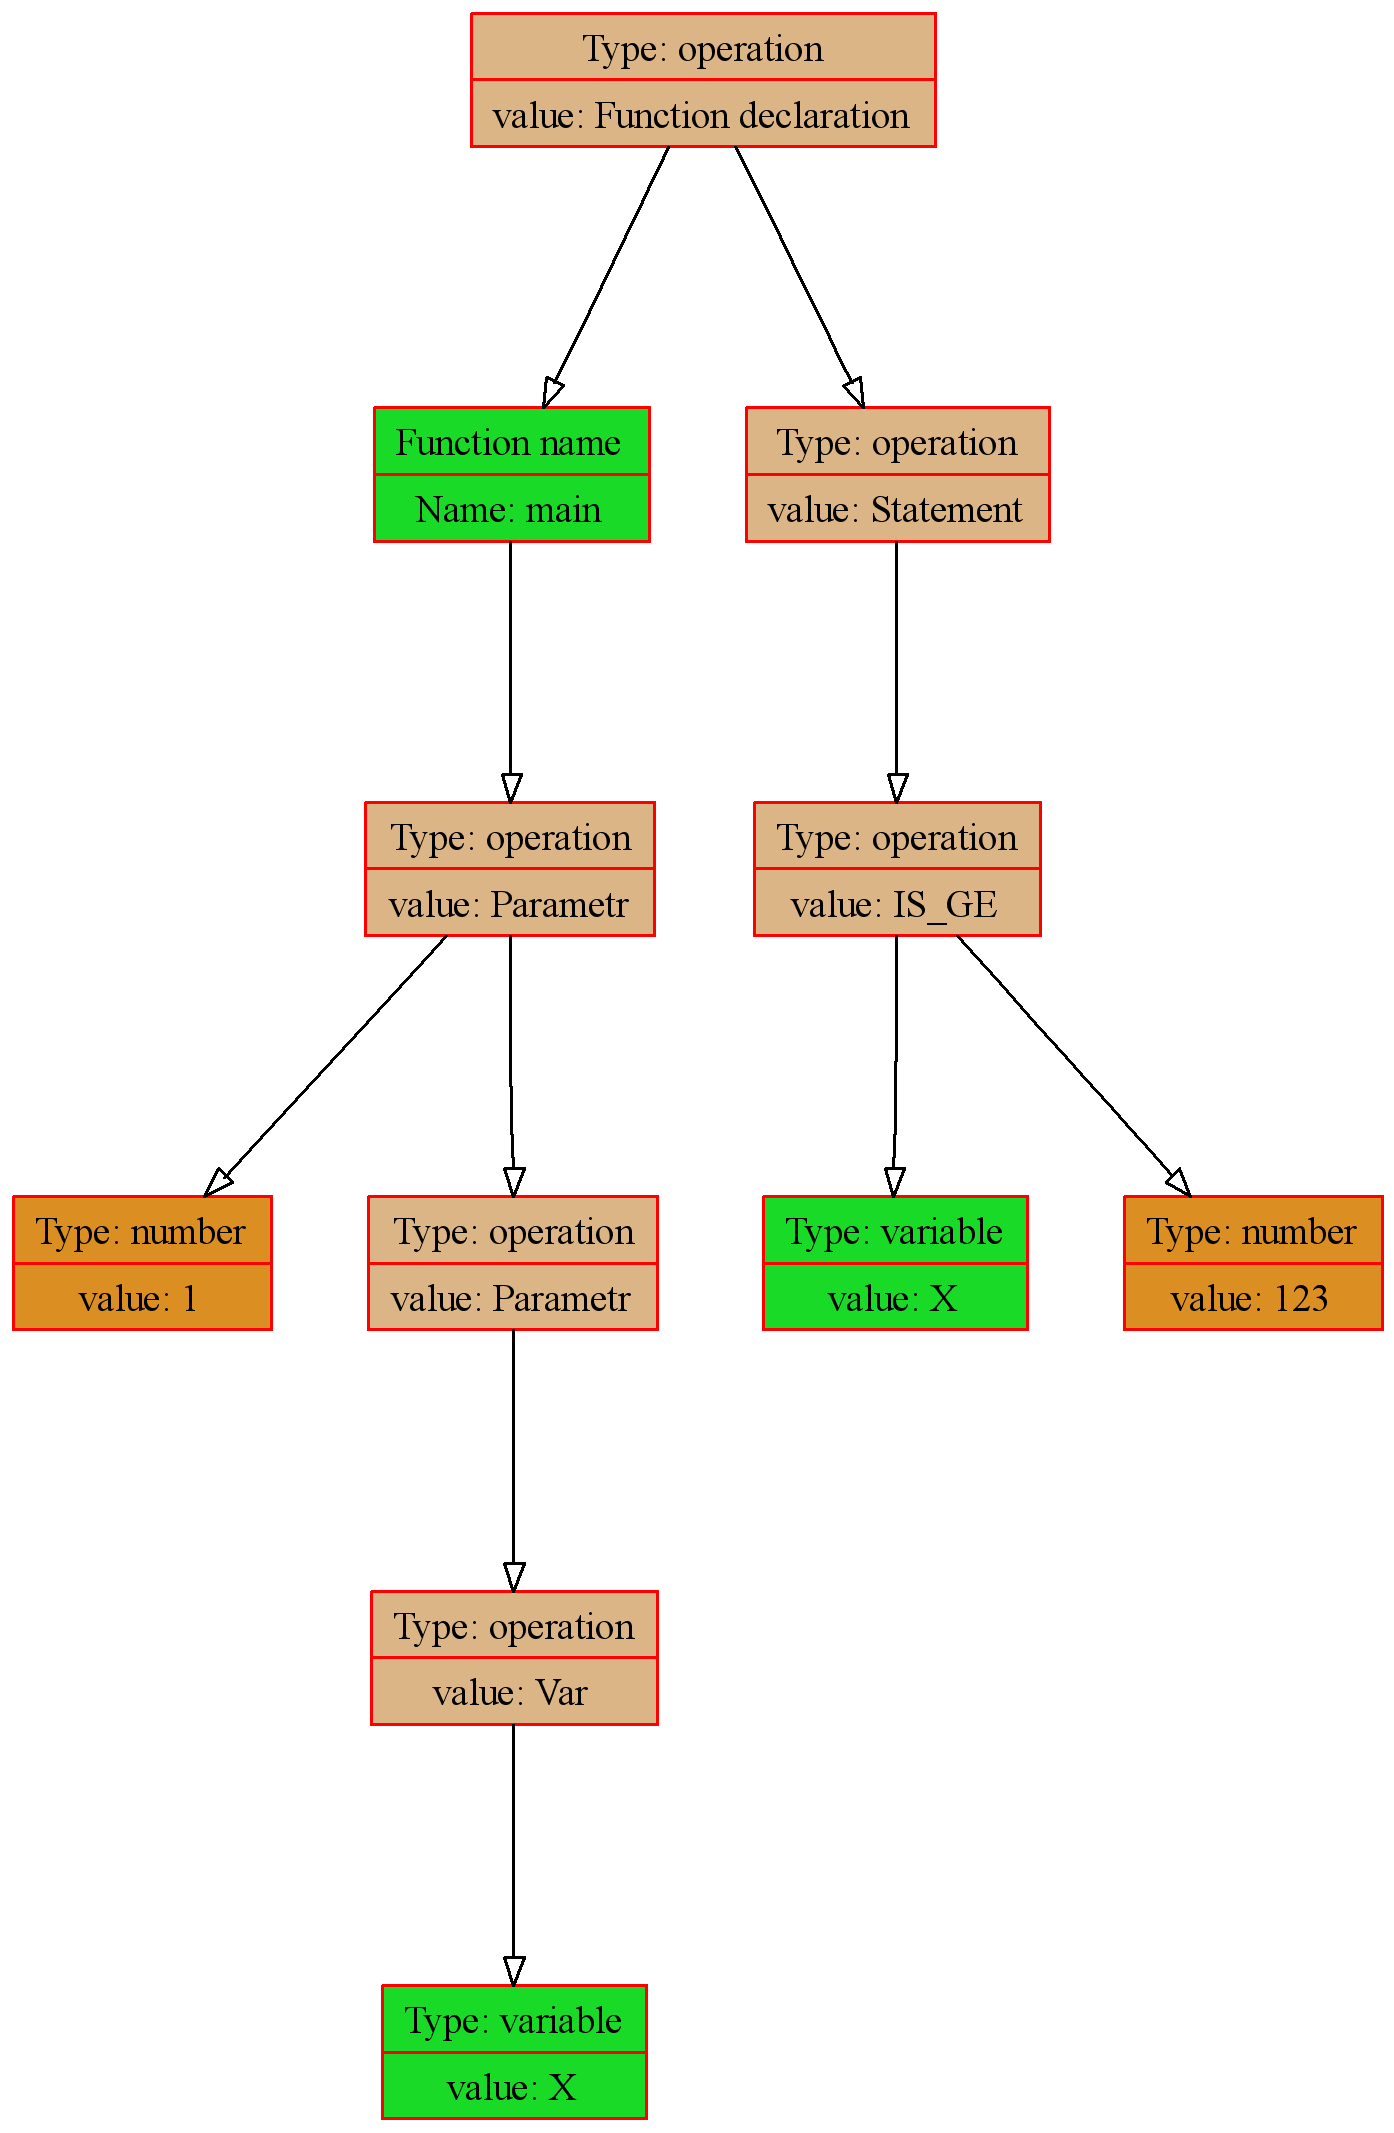 Type: operation
value: Function declaration
Function name
Name: main
Type: operation
value: Statement
Type: operation
value: Parametr
Type: operation
value: IS_GE
Type: number
value: 1
Type: operation
value: Parametr
Type: variable
value: X
Type: number
value: 123
Type: operation
value: Var
Type: variable
value: X